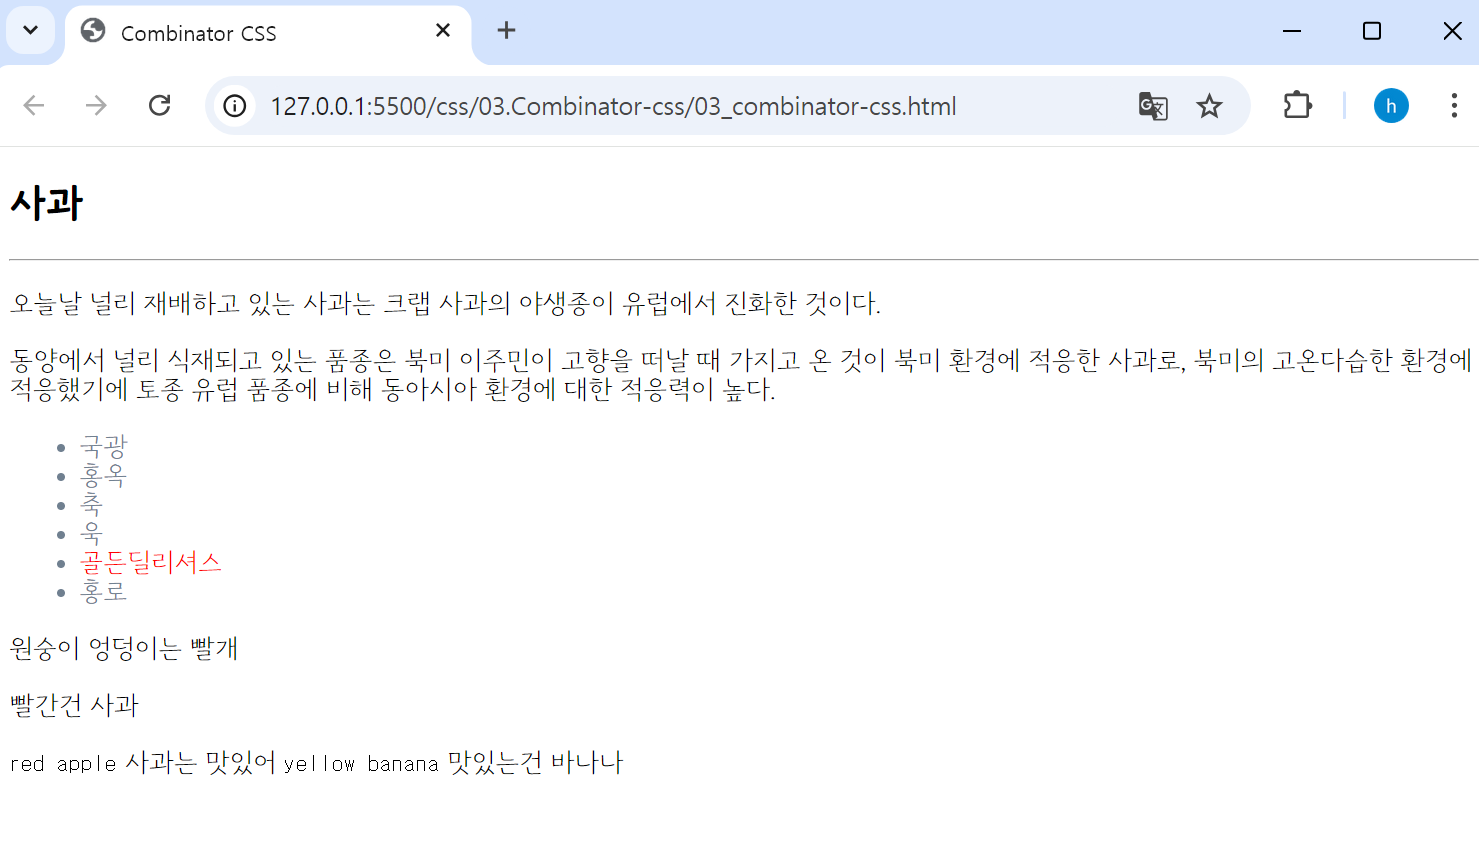 Combinator CSS
127.0.0.1:5500/css/03.Combinator-css/03_combinator-css.html
h
사과
오늘날 널리 재배하고 있는 사과는 크랩 사과의 야생종이 유럽에서 진화한 것이다.
동양에서 널리 식재되고 있는 품종은 북미 이주민이 고향을 떠날 때 가지고 온 것이 북미 환경에 적응한 사과로, 북미의 고온다습한 환경에
적응했기에 토종 유럽 품종에 비해 동아시아 환경에 대한 적응력이 높다.
국광
홍옥
축
욱
골든딜리셔스
홍로
원숭이 엉덩이는 빨개
빨간건 사과
red apple 사과는 맛있어 yellow banana 맛있는건 바나나